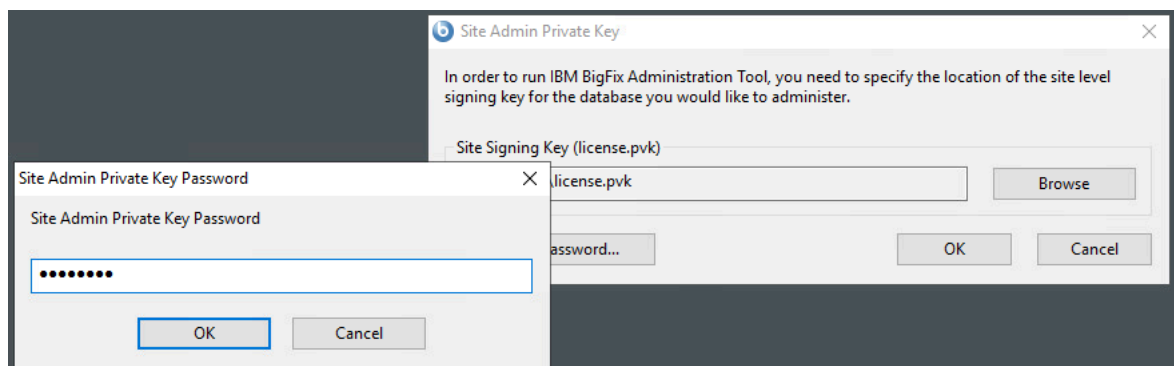 Site Admin Private Key
In order to run IBM BigFix Administration Tool, you need to specify the location of the site level
signing key for the database you would like to administer.
Site Signing Key (license.pvk)
\license.pvk
Browse
assword...
OK
Cancel
Site Admin Private Key Password
Site Admin Private Key Password
••••••••
OK
Cancel